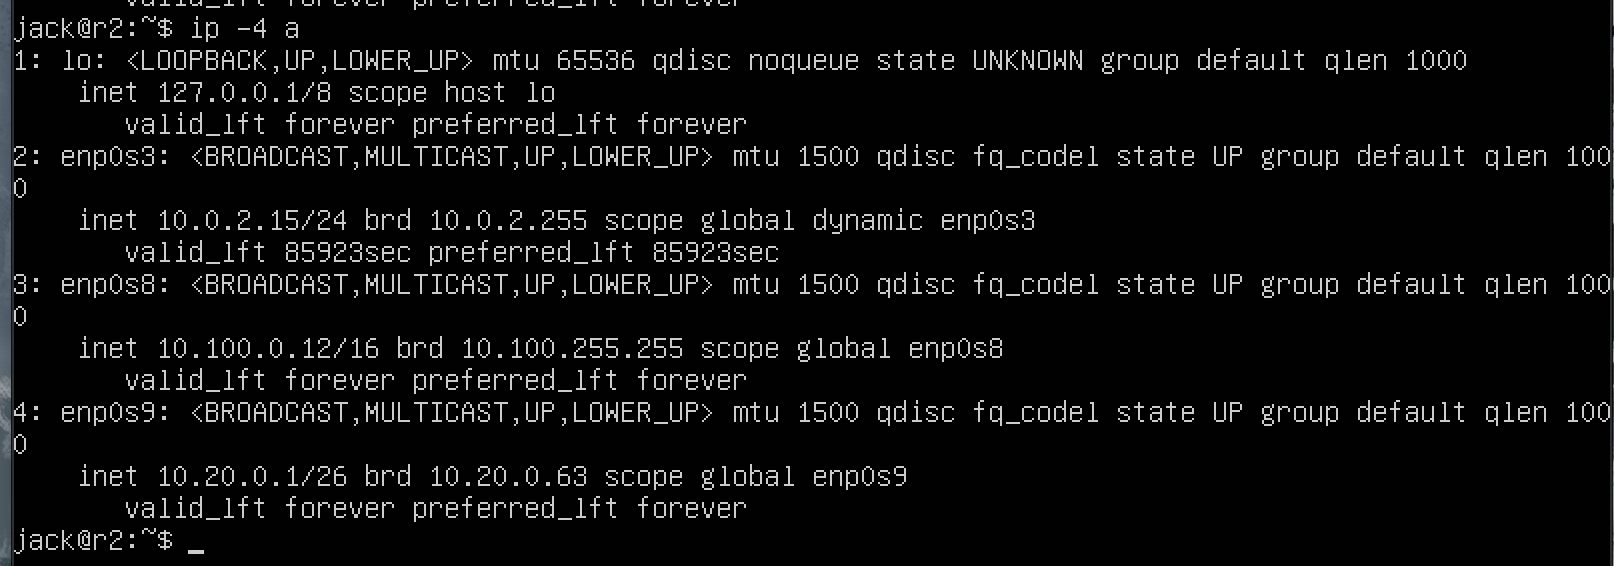 jack@r2:~$ ip -4 a
1: lo: <LOOPBACK,UP,LOWER_UP> mtu 65536 qdisc noqueue state UNKNOWN group default qlen 1000
    inet 127.0.0.1/8 scope host lo
       valid_lft forever preferred_lft forever
2: enp0s3: <BROADCAST,MULTICAST,UP,LOWER_UP> mtu 1500 qdisc fq_codel state UP group default qlen 100
0
    inet 10.0.2.15/24 brd 10.0.2.255 scope global dynamic enp0s3
       valid_lft 85923sec preferred_lft 85923sec
3: enp0s8: <BROADCAST,MULTICAST,UP,LOWER_UP> mtu 1500 qdisc fq_codel state UP group default qlen 100
0
    inet 10.100.0.12/16 brd 10.100.255.255 scope global enp0s8
       valid_lft forever preferred_lft forever
4: enp0s9: <BROADCAST,MULTICAST,UP,LOWER_UP> mtu 1500 qdisc fq_codel state UP group default qlen 100
0
    inet 10.20.0.1/26 brd 10.20.0.63 scope global enp0s9
       valid_lft forever preferred_lft forever
jack@r2:~$ _